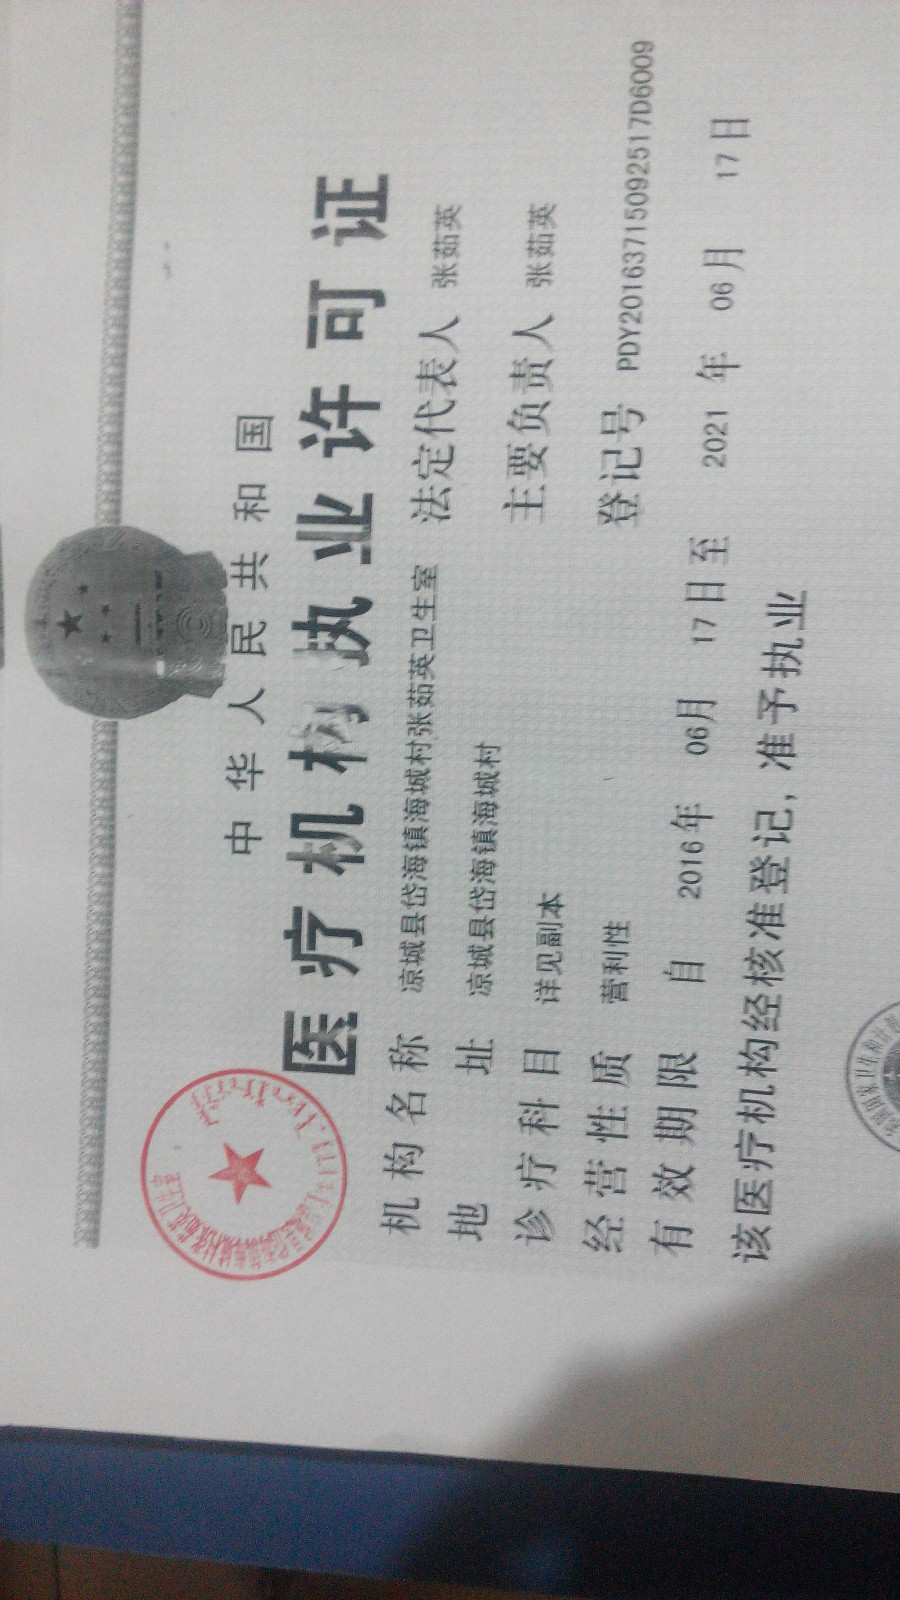 中华人民共和国
医疗机构执业许可证
机构名称 凉城县岱海镇海城村张茹英卫生室
法定代表人 张茹英
地址 凉城县岱海镇海城村
主要负责人 张茹英
诊疗科目 详见副本
登记号 PDY20163715092517D6009
经营性质 营利性
有效期限 自 2016年 06月 17日至 2021 年 06月 17日
该医疗机构经核准登记，准予执业